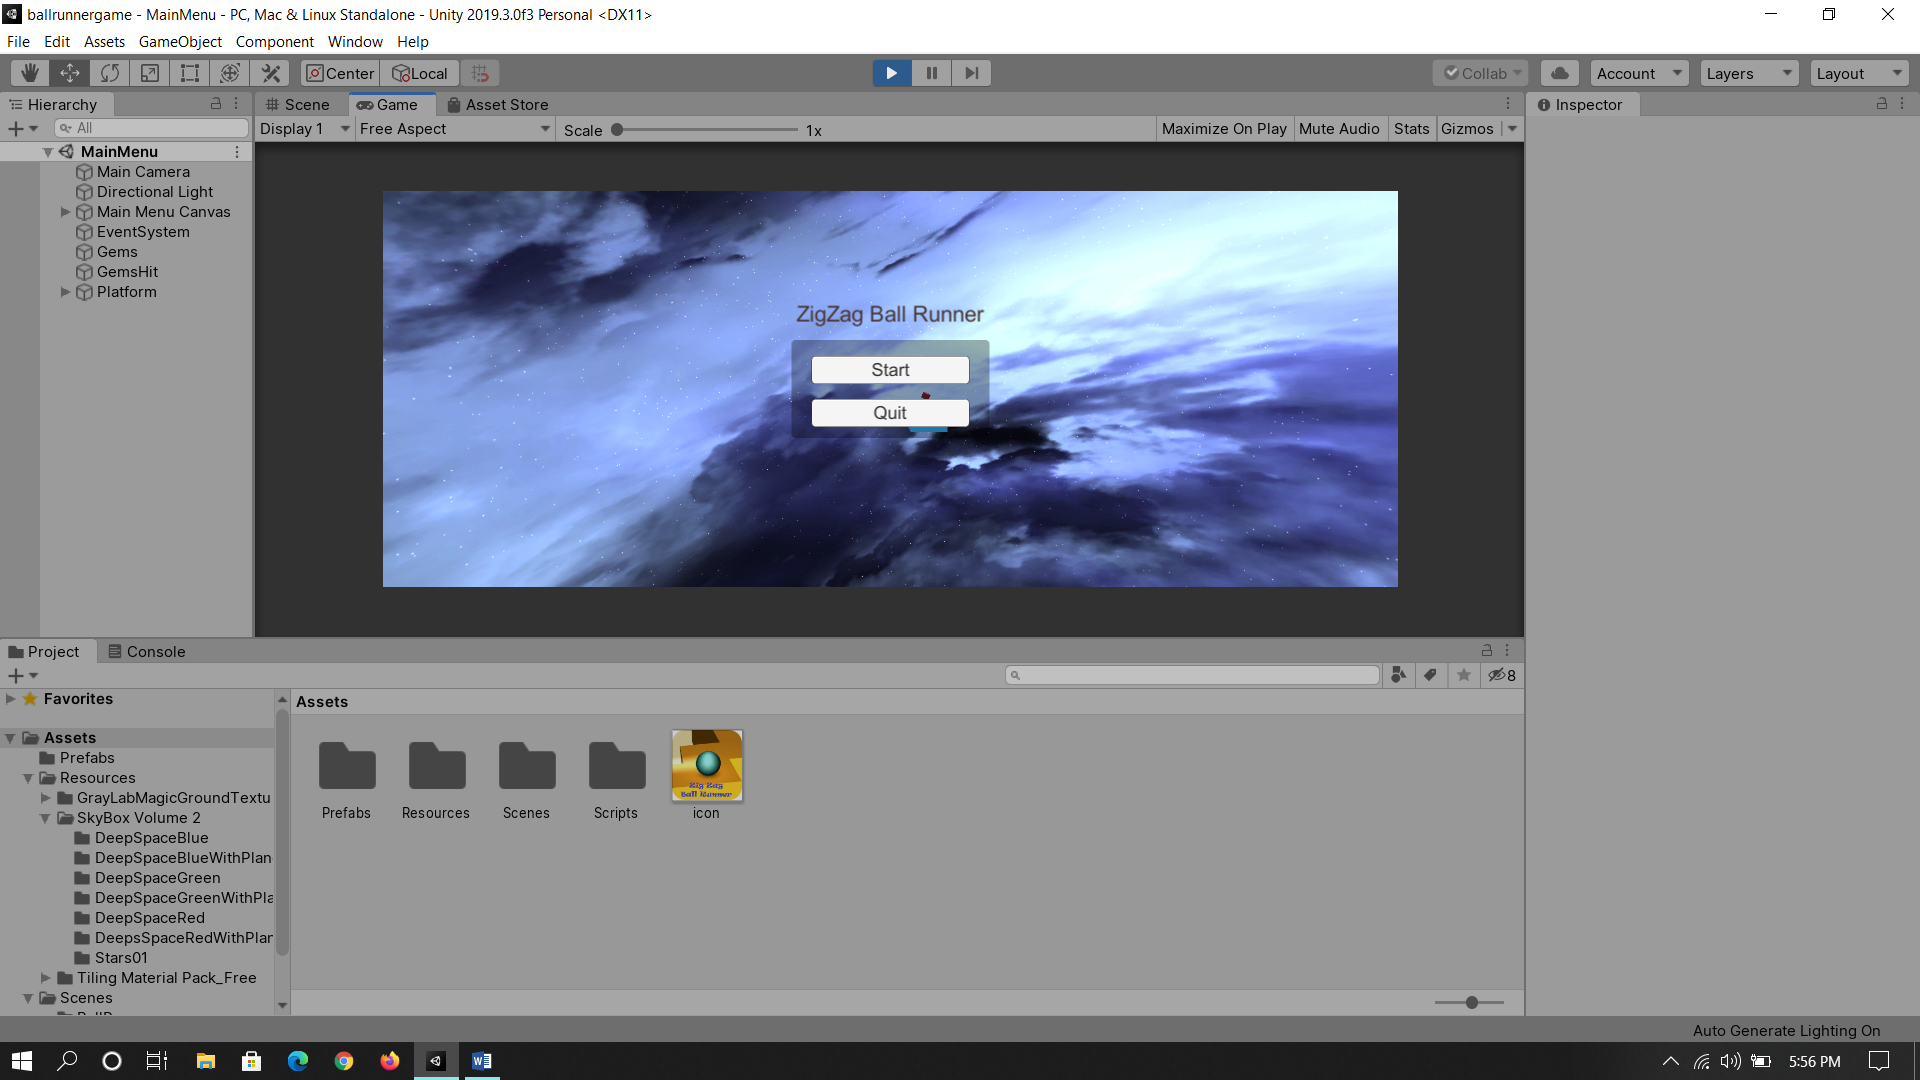 ballrunnergame - MainMenu - PC, Mac & Linux Standalone - Unity 2019.3.0f3 Personal <DX11>
File Edit Assets GameObject Component Window Help
Center Local Collab Account Layers Layout
Hierarchy Scene Game Asset Store Inspector
All Display 1 Free Aspect Scale 1x Maximize On Play Mute Audio Stats Gizmos
MainMenu
Main Camera
Directional Light
Main Menu Canvas
EventSystem
Gems
GemsHit
Platform
ZigZag Ball Runner
Start
Quit
Project Console
8
Favorites
Assets
Prefabs
Resources
GrayLabMagicGroundTextu
SkyBox Volume 2
DeepSpaceBlue
DeepSpaceBlueWithPlan
DeepSpaceGreen
DeepSpaceGreenWithPla
DeepSpaceRed
DeepsSpaceRedWithPlan
Stars01
Tiling Material Pack_Free
Scenes
Assets
Zig Zag
Ball Runner
Prefabs Resources Scenes Scripts icon
Auto Generate Lighting On
5:56 PM